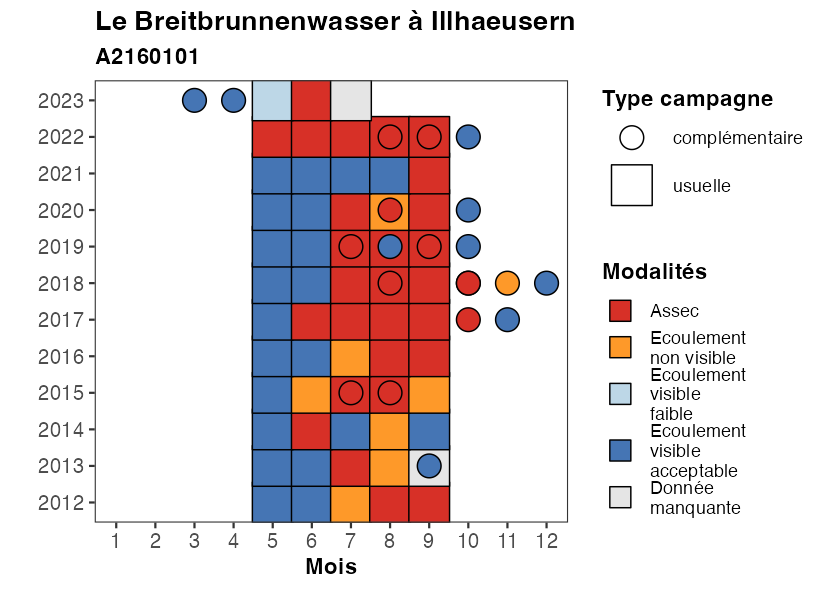 Le Breitbrunnenwasser à Illhaeusern
A2160101
2023
2022
2021
2020
2019
2018
2017
2016
2015
2014
2013
2012
1 2 3 4 5 6 7 8 9 10 11 12
Mois
Type campagne
complémentaire
usuelle
Modalités
Assec
Ecoulement
non visible
Ecoulement
visible
faible
Ecoulement
visible
acceptable
Donnée
manquante